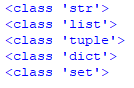 <class 'str'>
<class 'list'>
<class 'tuple'>
<class 'dict'>
<class 'set'>